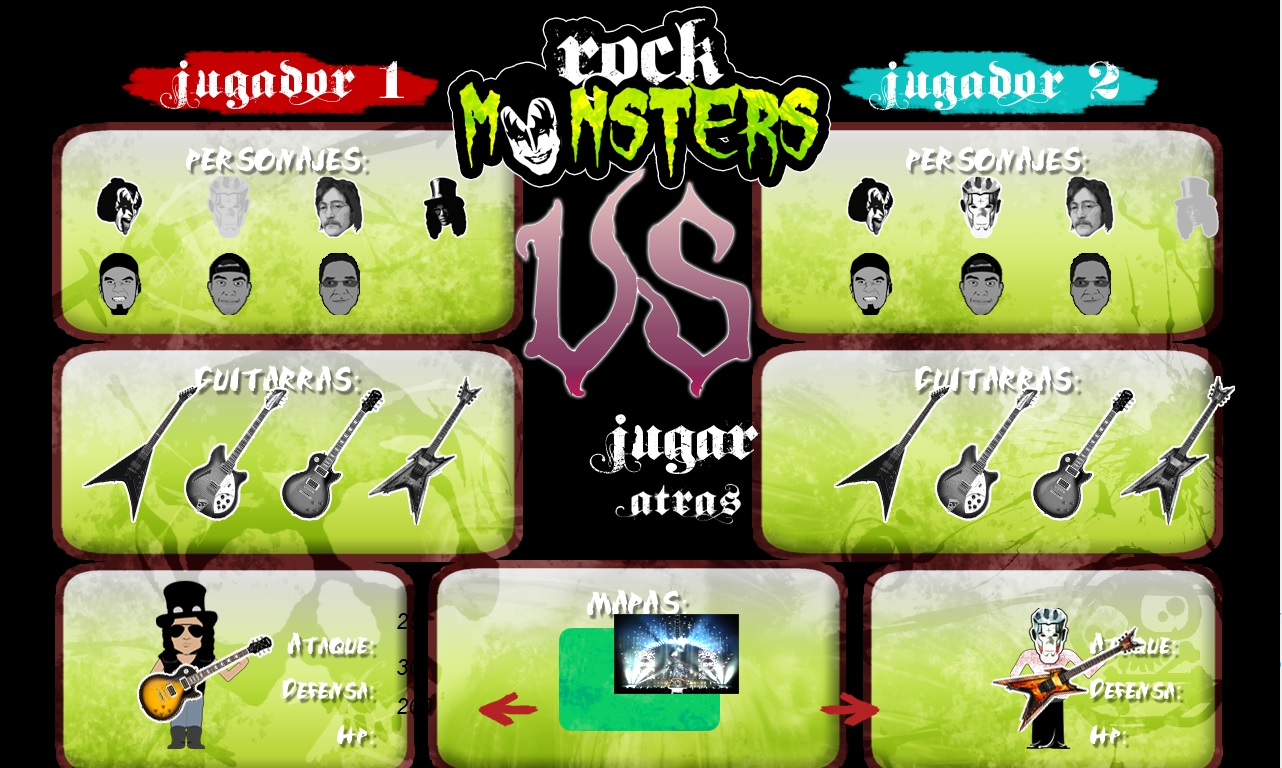 rock
MONSTERS
jugador 1
jugador 2
VS
PERSONAJES:
PERSONAJES:
GUITARRAS:
GUITARRAS:
jugar
atras
MAPAS:
ATAQUE:
DEFENSA:
HP:
ATAQUE:
DEFENSA:
HP: